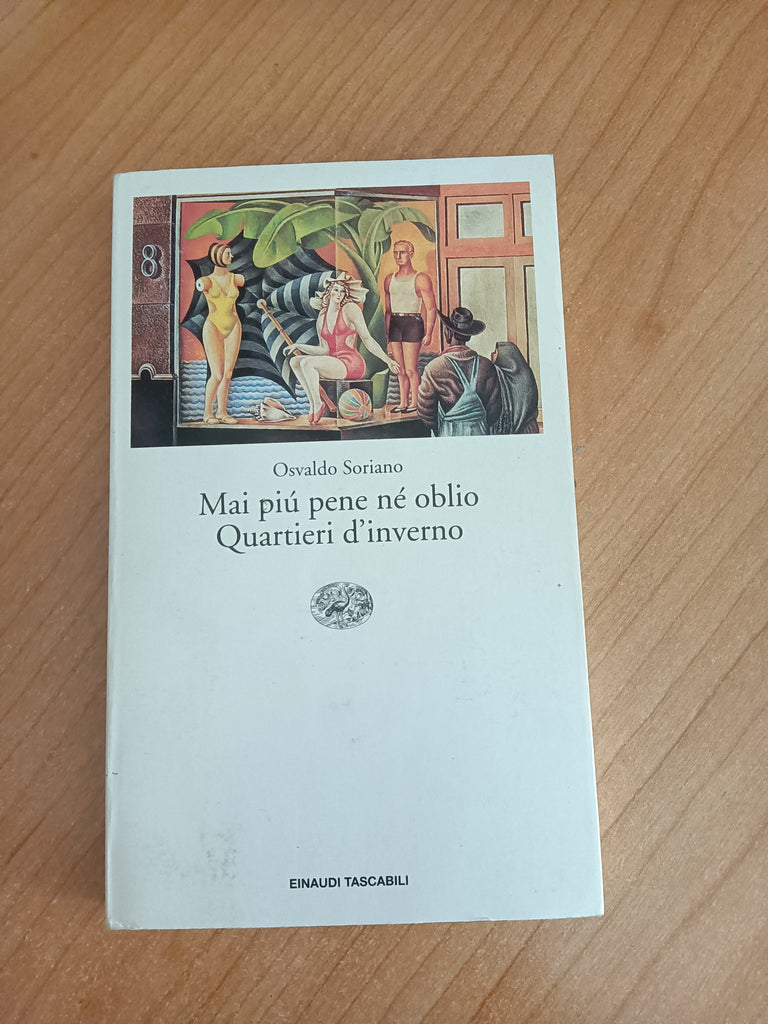 8
Osvaldo Soriano
Mai piú pene né oblio
Quartieri d'inverno
EINAUDI TASCABILI